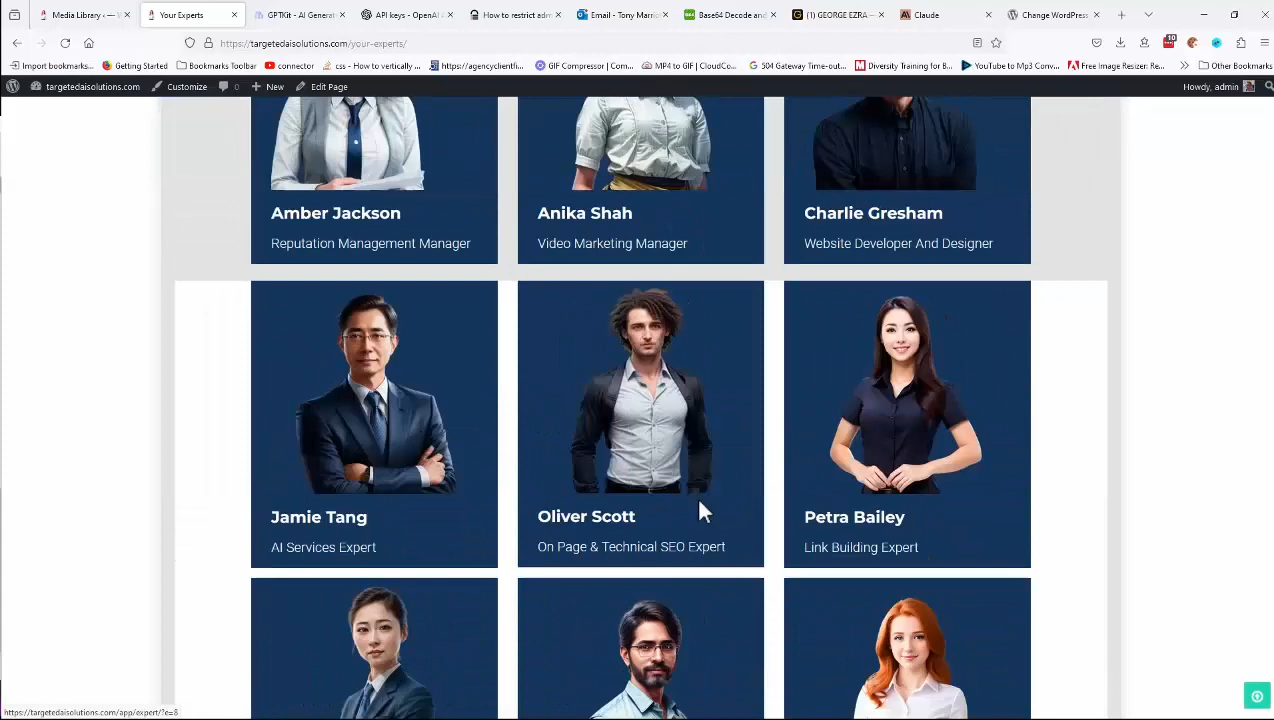 Media Library ‹ — W
Your Experts
GPTKit - AI Generat
API keys - OpenAI
How to restrict adm
Email - Tony Marrio
Base64 Decode and
(1) GEORGE EZRA —
Claude
Change WordPress
https://targetedaisolutions.com/your-experts/
10
Import bookmarks...
Getting Started
Bookmarks Toolbar
connector
css - How to vertically ...
https://agencyclientfi...
GIF Compressor | Com...
MP4 to GIF | CloudCo...
504 Gateway Time-out...
Diversity Training for B...
YouTube to Mp3 Conv...
Free Image Resizer: Re...
Other Bookmarks
targetedaisolutions.com
Customize
0
New
Edit Page
Howdy, admin
Amber Jackson
Anika Shah
Charlie Gresham
Reputation Management Manager
Video Marketing Manager
Website Developer And Designer
Jamie Tang
Oliver Scott
Petra Bailey
AI Services Expert
On Page & Technical SEO Expert
Link Building Expert
https://targetedaisolutions.com/app/expert/?e=8